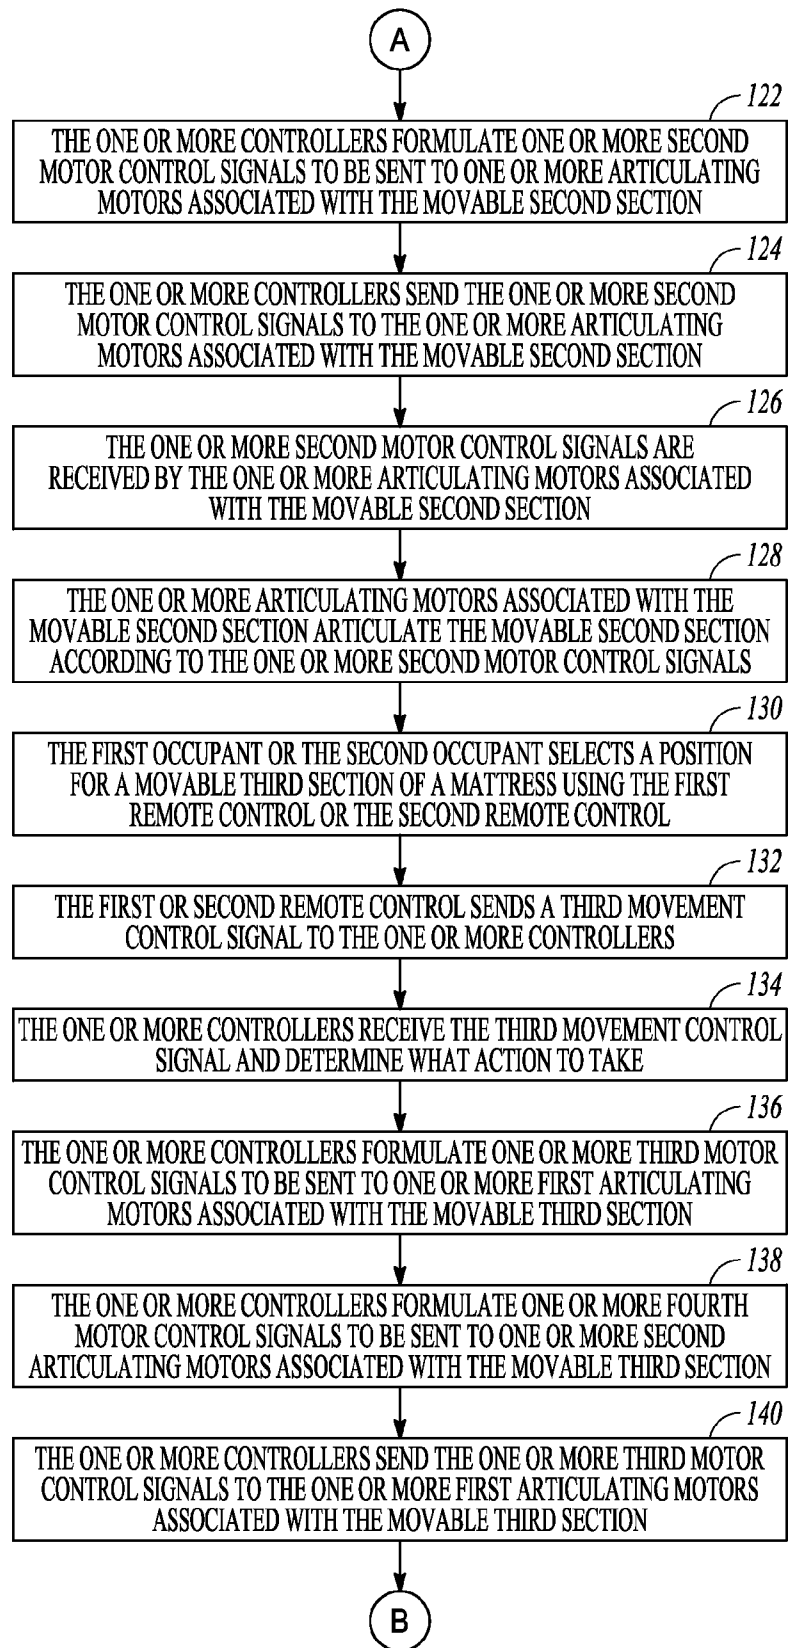 A
122
THE ONE OR MORE CONTROLLERS FORMULATE ONE OR MORE SECOND
MOTOR CONTROL SIGNALS TO BE SENT TO ONE OR MORE ARTICULATING
MOTORS ASSOCIATED WITH THE MOVABLE SECOND SECTION
124
THE ONE OR MORE CONTROLLERS SEND THE ONE OR MORE SECOND
MOTOR CONTROL SIGNALS TO THE ONE OR MORE ARTICULATING
MOTORS ASSOCIATED WITH THE MOVABLE SECOND SECTION
126
THE ONE OR MORE SECOND MOTOR CONTROL SIGNALS ARE
RECEIVED BY THE ONE OR MORE ARTICULATING MOTORS ASSOCIATED
WITH THE MOVABLE SECOND SECTION
128
THE ONE OR MORE ARTICULATING MOTORS ASSOCIATED WITH THE
MOVABLE SECOND SECTION ARTICULATE THE MOVABLE SECOND SECTION
ACCORDING TO THE ONE OR MORE SECOND MOTOR CONTROL SIGNALS
130
THE FIRST OCCUPANT OR THE SECOND OCCUPANT SELECTS A POSITION
FOR A MOVABLE THIRD SECTION OF A MATTRESS USING THE FIRST
REMOTE CONTROL OR THE SECOND REMOTE CONTROL
132
THE FIRST OR SECOND REMOTE CONTROL SENDS A THIRD MOVEMENT
CONTROL SIGNAL TO THE ONE OR MORE CONTROLLERS
134
THE ONE OR MORE CONTROLLERS RECEIVE THE THIRD MOVEMENT CONTROL
SIGNAL AND DETERMINE WHAT ACTION TO TAKE
136
THE ONE OR MORE CONTROLLERS FORMULATE ONE OR MORE THIRD MOTOR
CONTROL SIGNALS TO BE SENT TO ONE OR MORE FIRST ARTICULATING
MOTORS ASSOCIATED WITH THE MOVABLE THIRD SECTION
138
THE ONE OR MORE CONTROLLERS FORMULATE ONE OR MORE FOURTH
MOTOR CONTROL SIGNALS TO BE SENT TO ONE OR MORE SECOND
ARTICULATING MOTORS ASSOCIATED WITH THE MOVABLE THIRD SECTION
140
THE ONE OR MORE CONTROLLERS SEND THE ONE OR MORE THIRD MOTOR
CONTROL SIGNALS TO THE ONE OR MORE FIRST ARTICULATING MOTORS
ASSOCIATED WITH THE MOVABLE THIRD SECTION
B